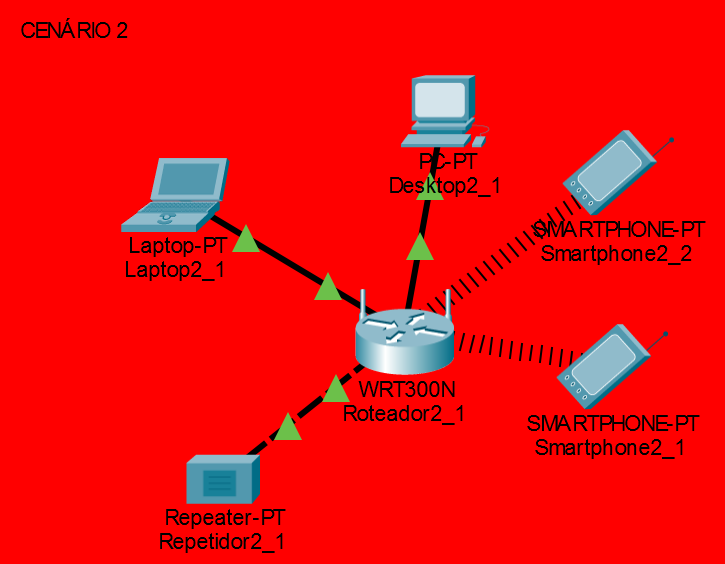 CENÁRIO 2
PC-PT
Desktop2_1
SMARTPHONE-PT
Smartphone2_2
Laptop-PT
Laptop2_1
WRT300N
Roteador2_1
SMARTPHONE-PT
Smartphone2_1
Repeater-PT
Repetidor2_1